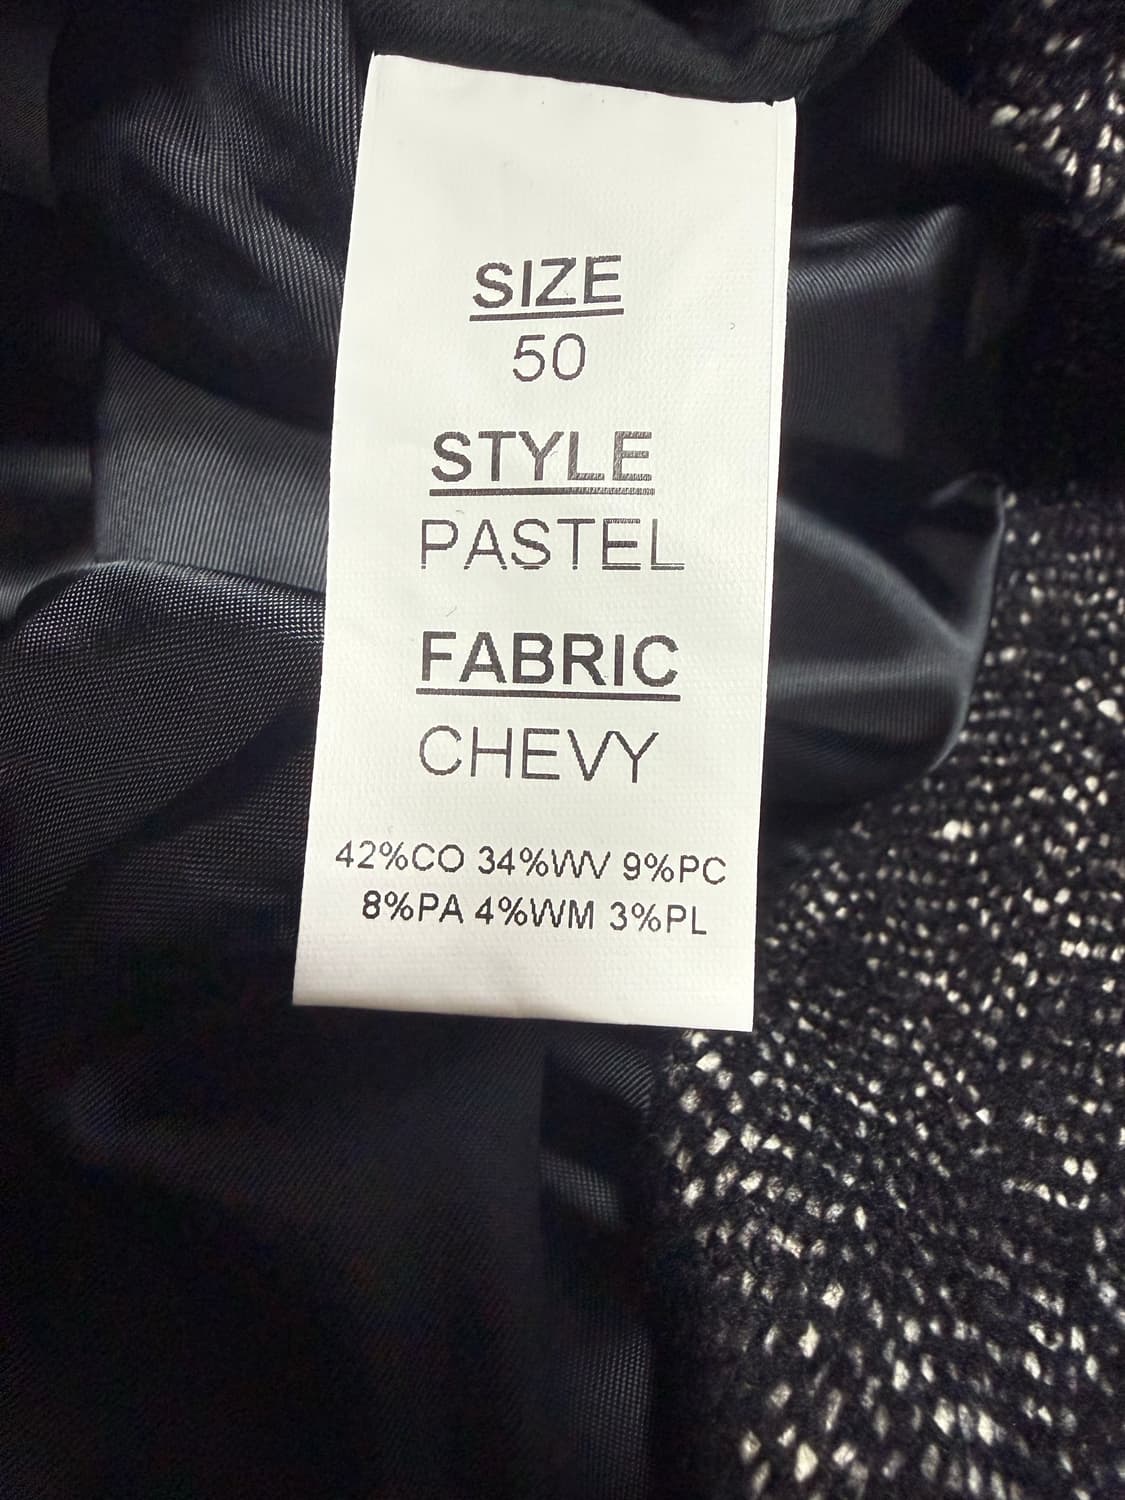 SIZE
50
STYLE
PASTEL
FABRIC
CHEVY
42%CO 34%WV 9%PC
8%PA 4%WM 3%PL